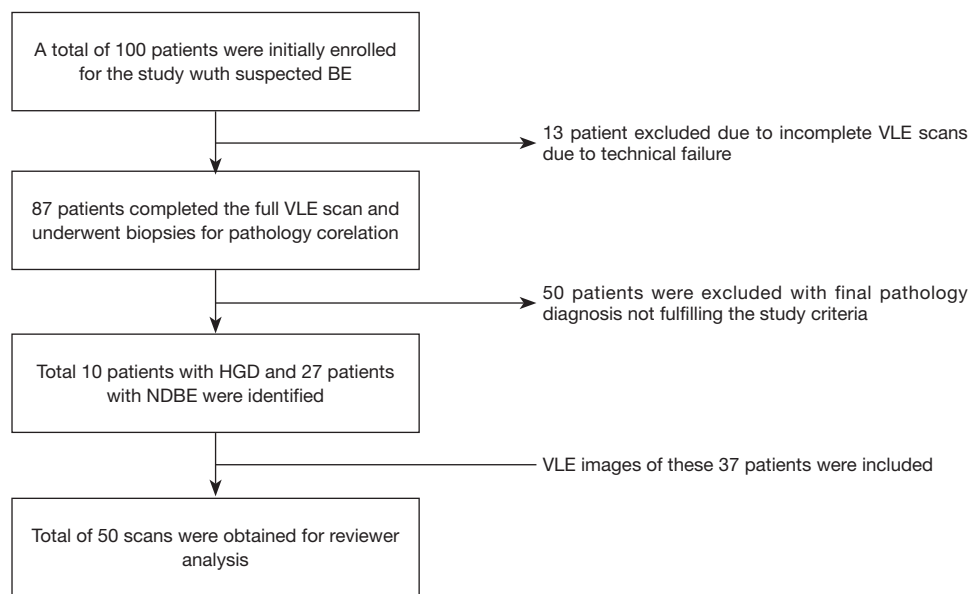 A total of 100 patients were initially enrolled
for the study wuth suspected BE
13 patient excluded due to incomplete VLE scans
due to technical failure
87 patients completed the full VLE scan and
underwent biopsies for pathology corelation
50 patients were excluded with final pathology
diagnosis not fulfilling the study criteria
Total 10 patients with HGD and 27 patients
with NDBE were identified
VLE images of these 37 patients were included
Total of 50 scans were obtained for reviewer
analysis